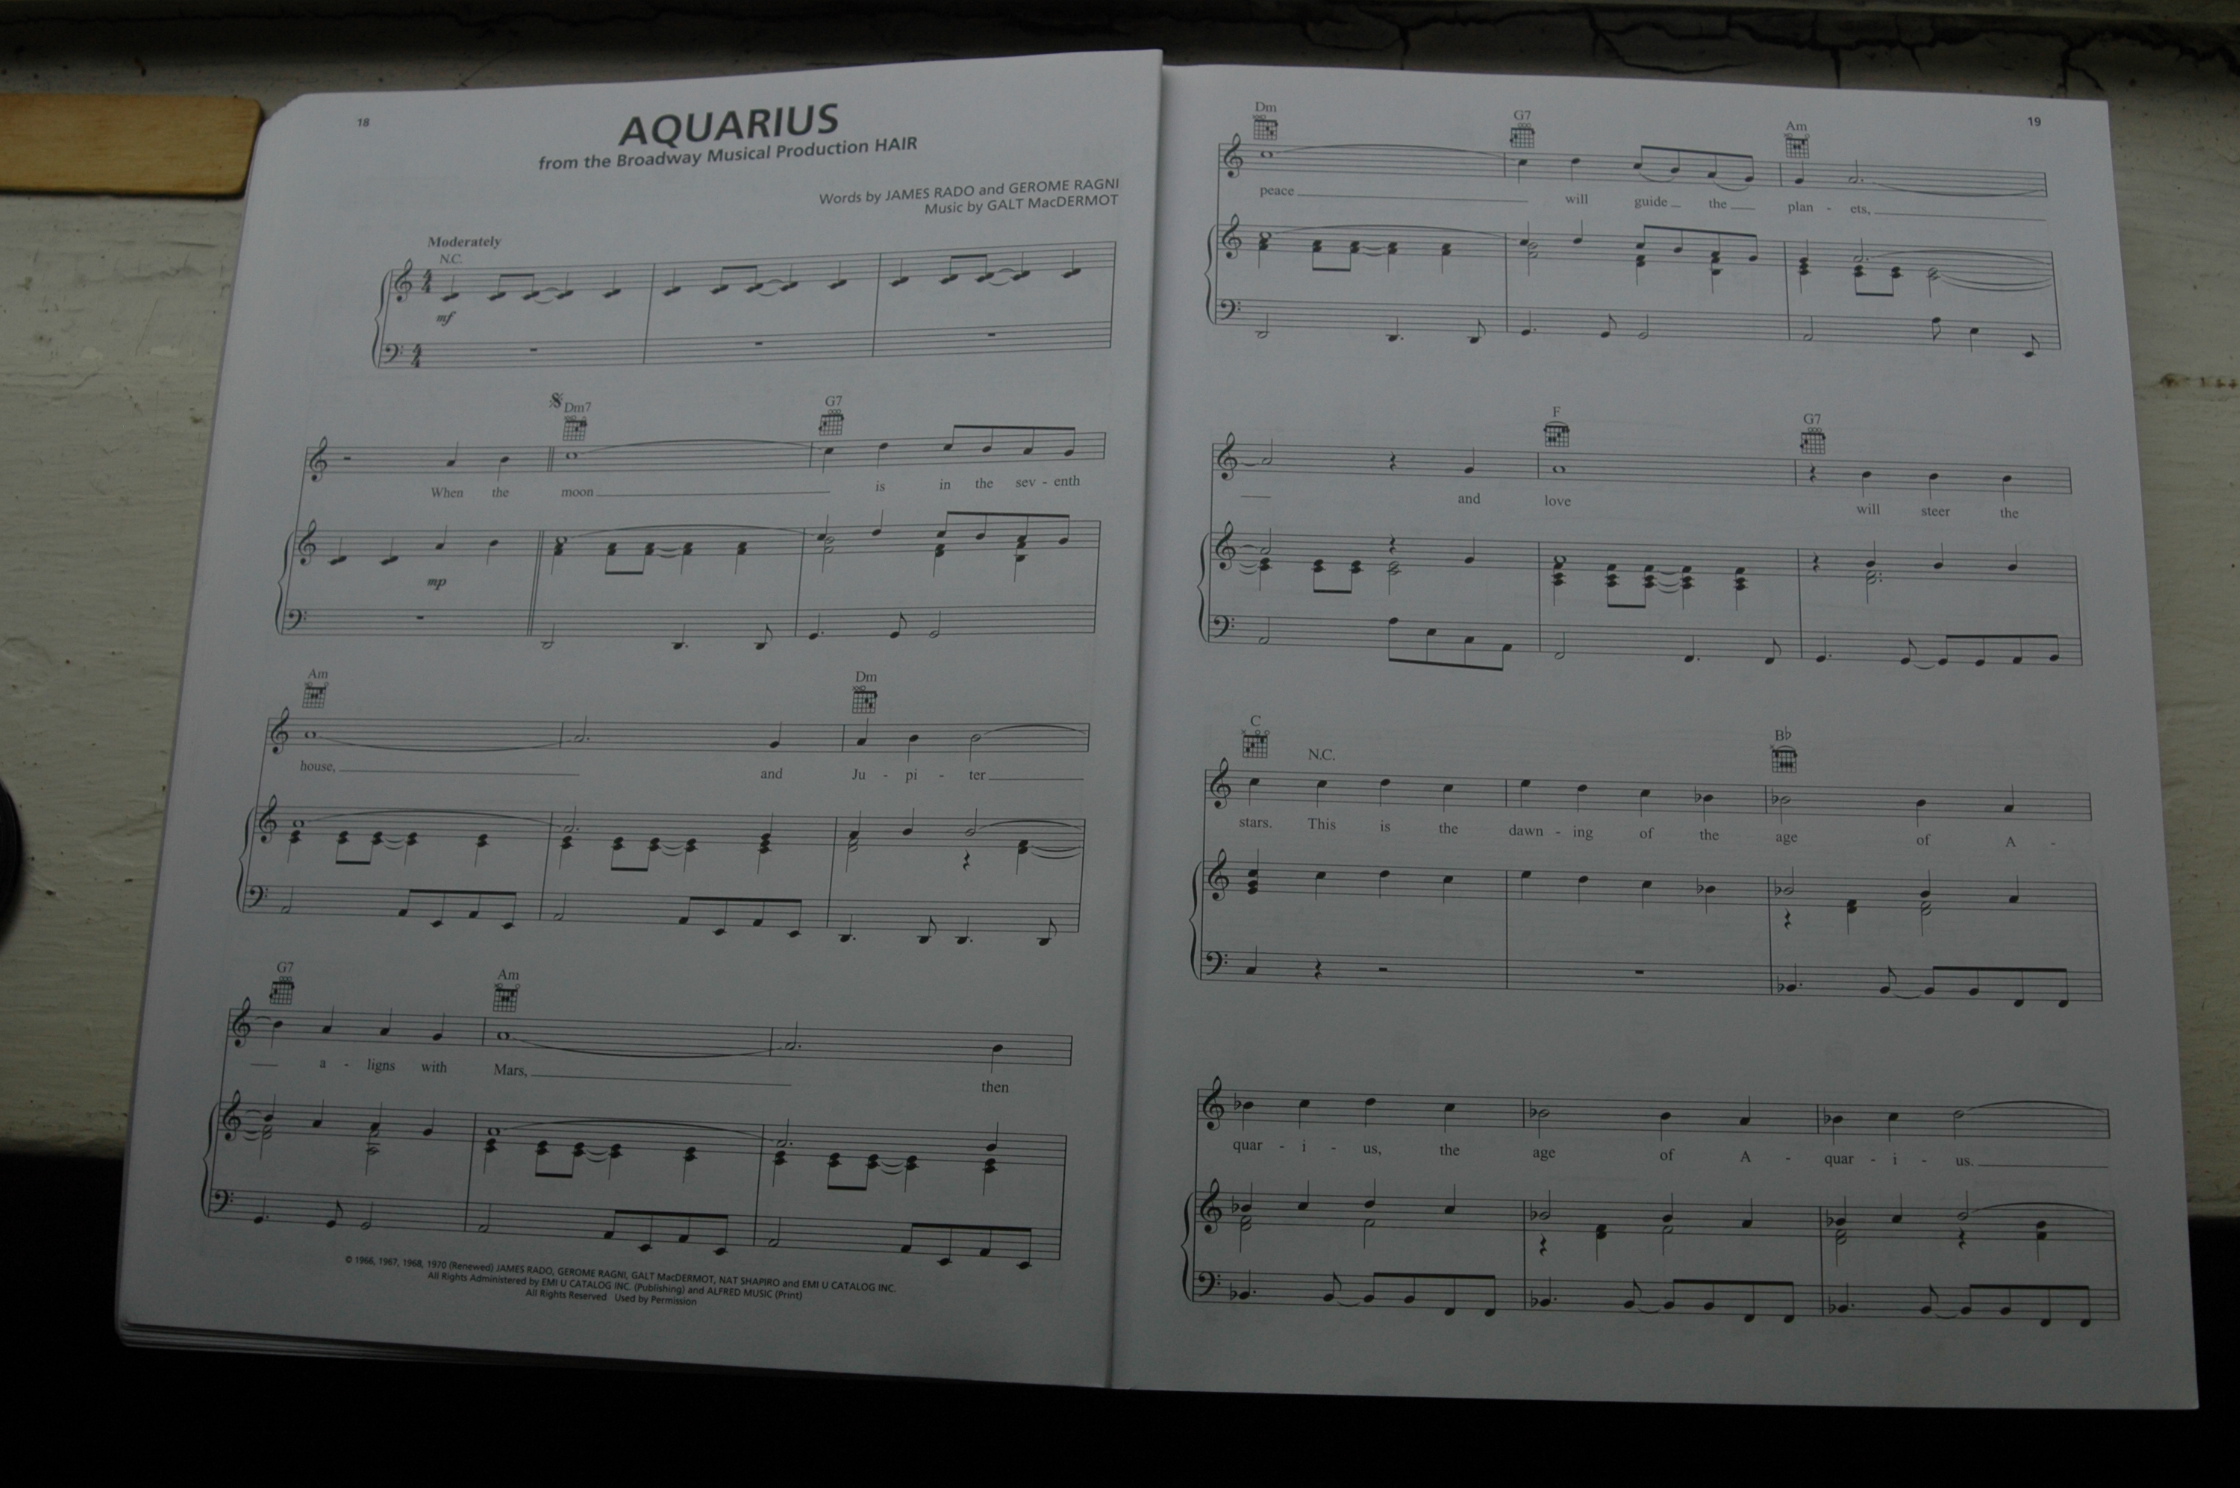 18
AQUARIUS
from the Broadway Musical Production HAIR
Words by JAMES RADO and GEROME RAGNI
Music by GALT MacDERMOT
Moderately
N.C.
mf
Dm7 G7
When the moon is in the sev - enth
mp
Am Dm
house, and Ju - pi - ter
G7 Am
a - ligns with Mars, then
© 1966, 1967, 1968, 1970 (Renewed) JAMES RADO, GEROME RAGNI, GALT MacDERMOT, NAT SHAPIRO and EMI U CATALOG INC.
All Rights Administered by EMI U CATALOG INC. (Publishing) and ALFRED MUSIC (Print)
All Rights Reserved Used by Permission
19
Dm G7 Am
peace will guide the plan - ets,
F G7
and love will steer the
C N.C. B♭
stars. This is the dawn - ing of the age of A -
quar - i - us, the age of A - quar - i - us.